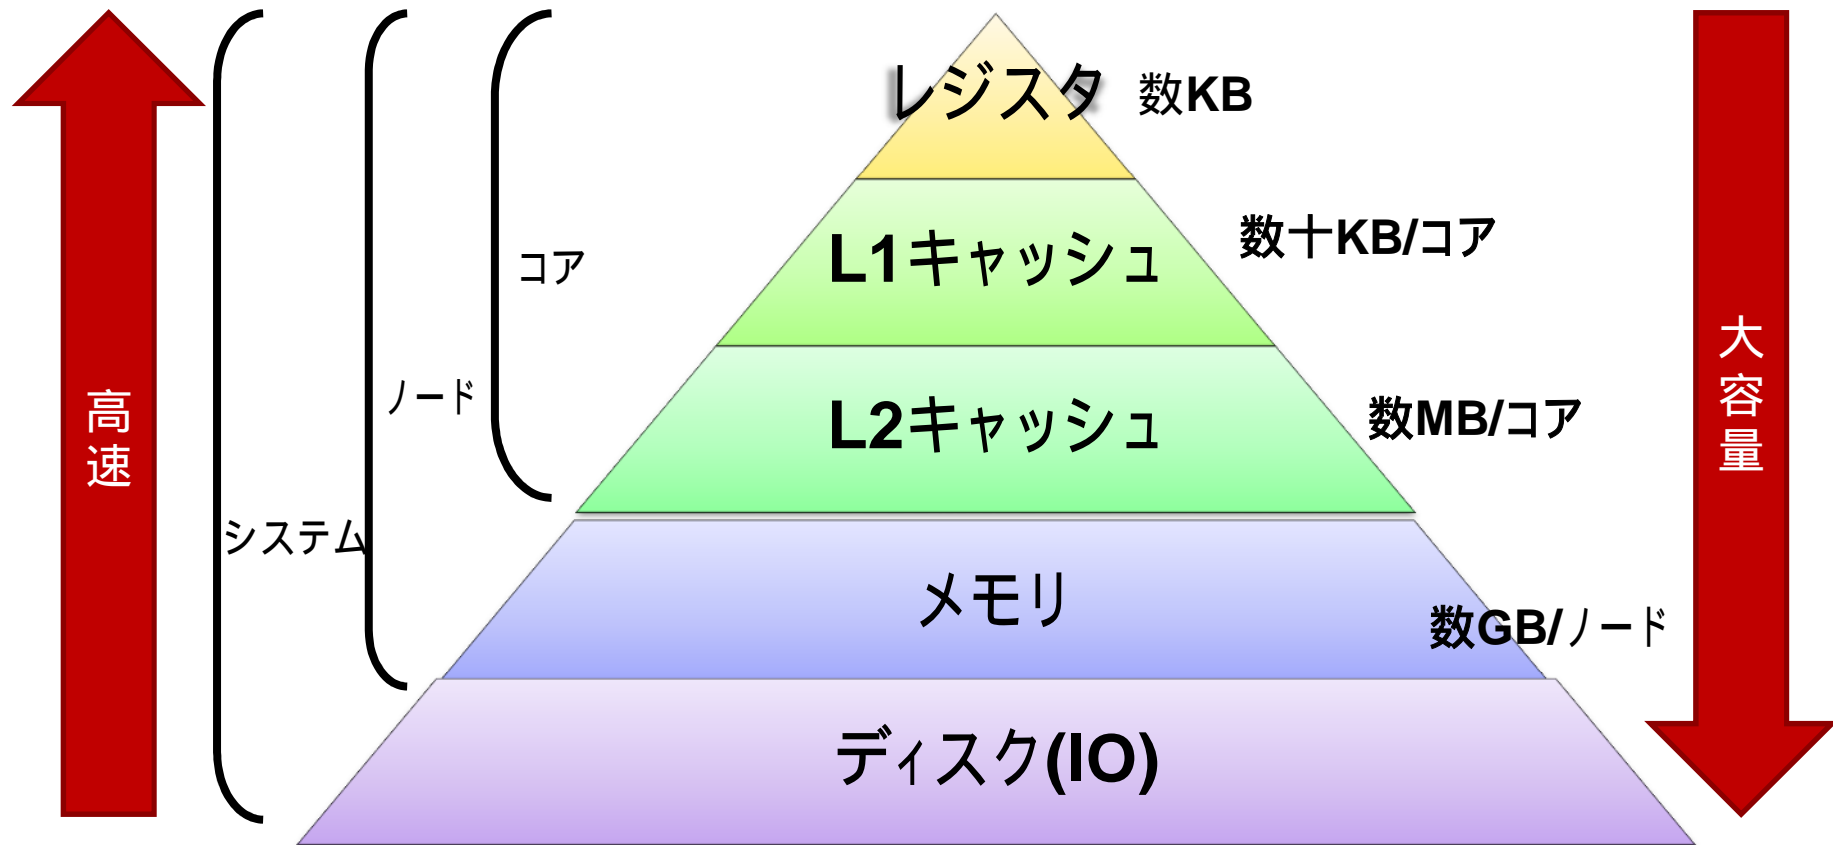 レジスタ
数KB
L1キャッシュ
数十KB/コア
コア
L2キャッシュ
数MB/コア
ノード
高速
大容量
システム
メモリ
数GB/ノード
ディスク(IO)